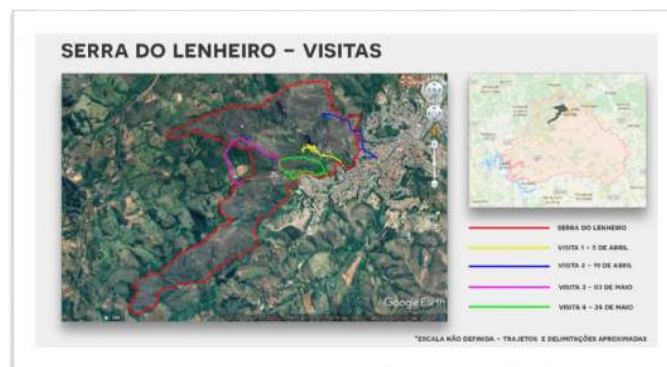 SERRA DO LENHEIRO – VISITAS
Google Earth
SERRA DO LENHEIRO
VISITA 1 – 5 DE ABRIL
VISITA 2 – 19 DE ABRIL
VISITA 3 – 03 DE MAIO
VISITA 4 – 26 DE MAIO
*ESCALA NÃO DEFINIDA – TRAJETOS E DELIMITAÇÕES APROXIMADAS